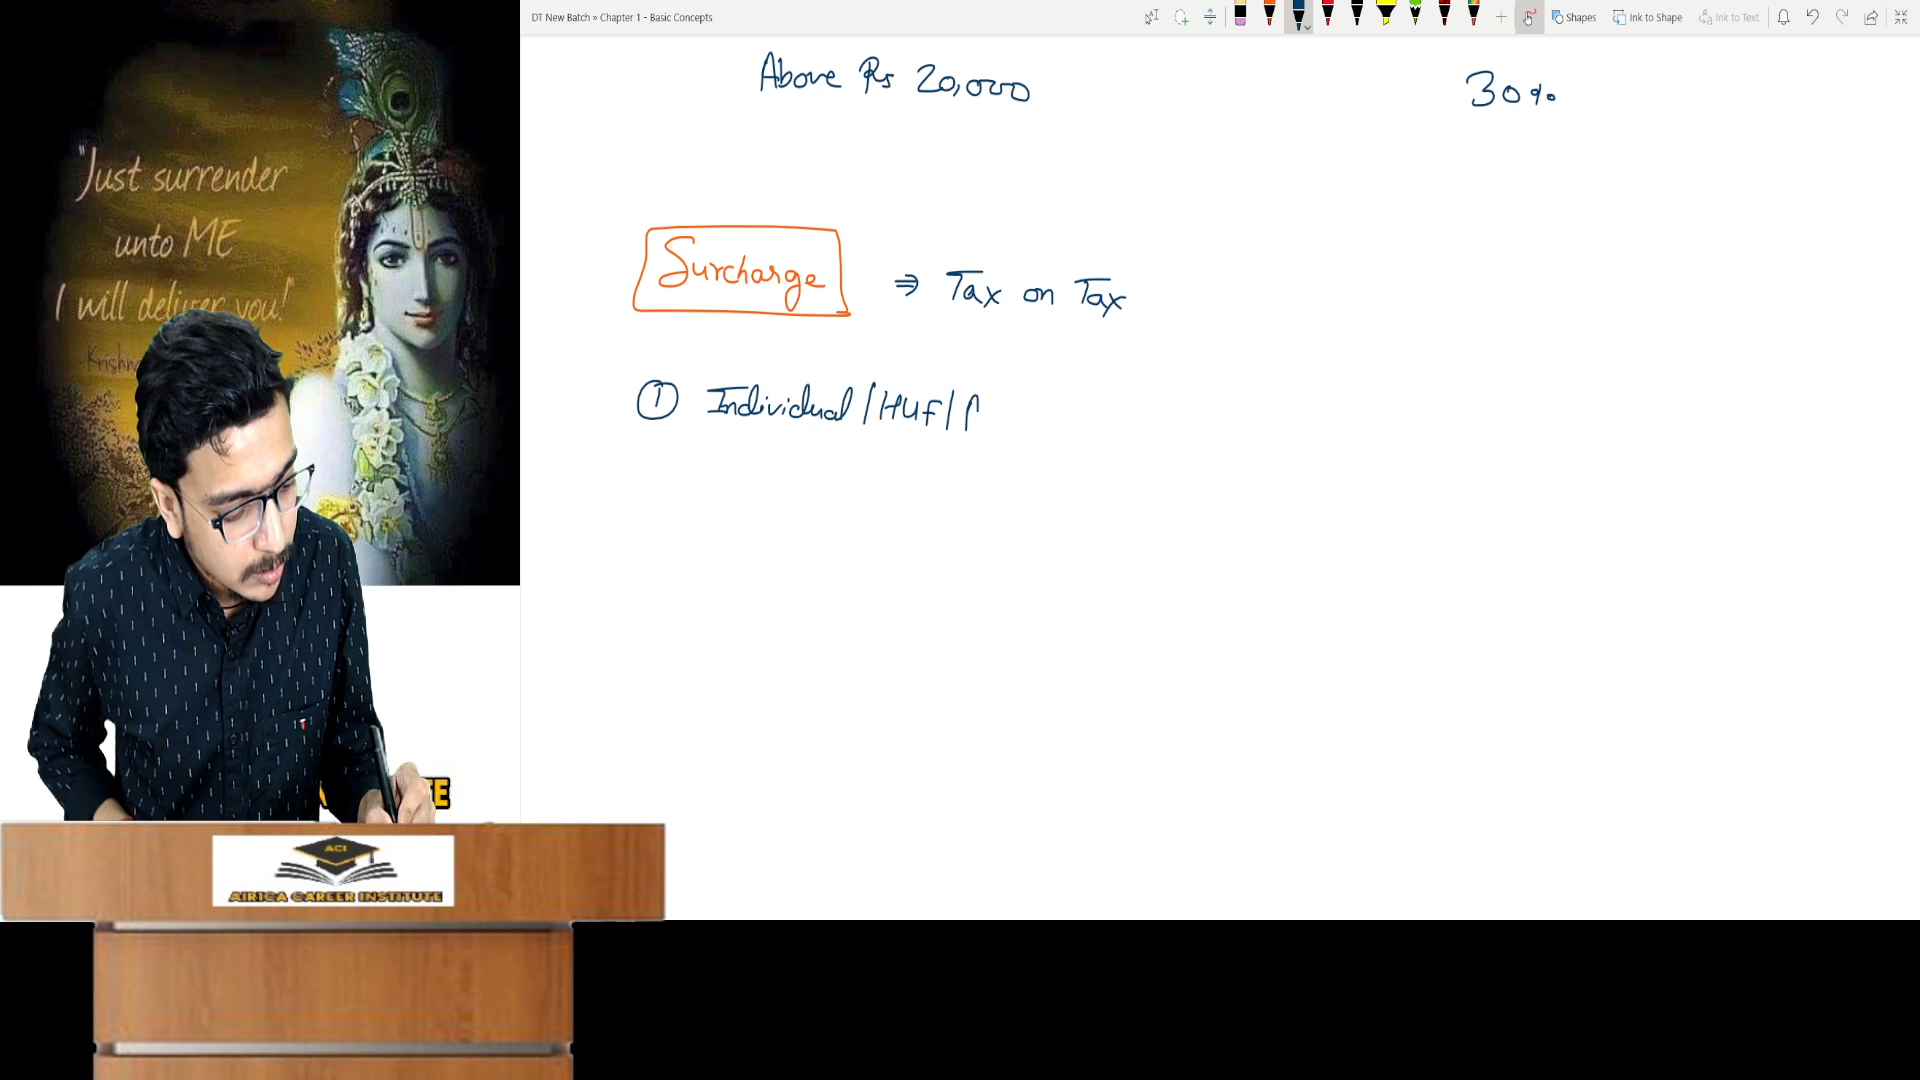 DT New Batch » Chapter 1 - Basic Concepts
Shapes
Ink to Shape
Ink to Text
Above Rs 20,000 30%
"Just surrender
unto ME
I will deliver you!"
Surcharge ⇒ Tax on Tax
① Individual / HUF /
ACI
AIRICA CAREER INSTITUTE